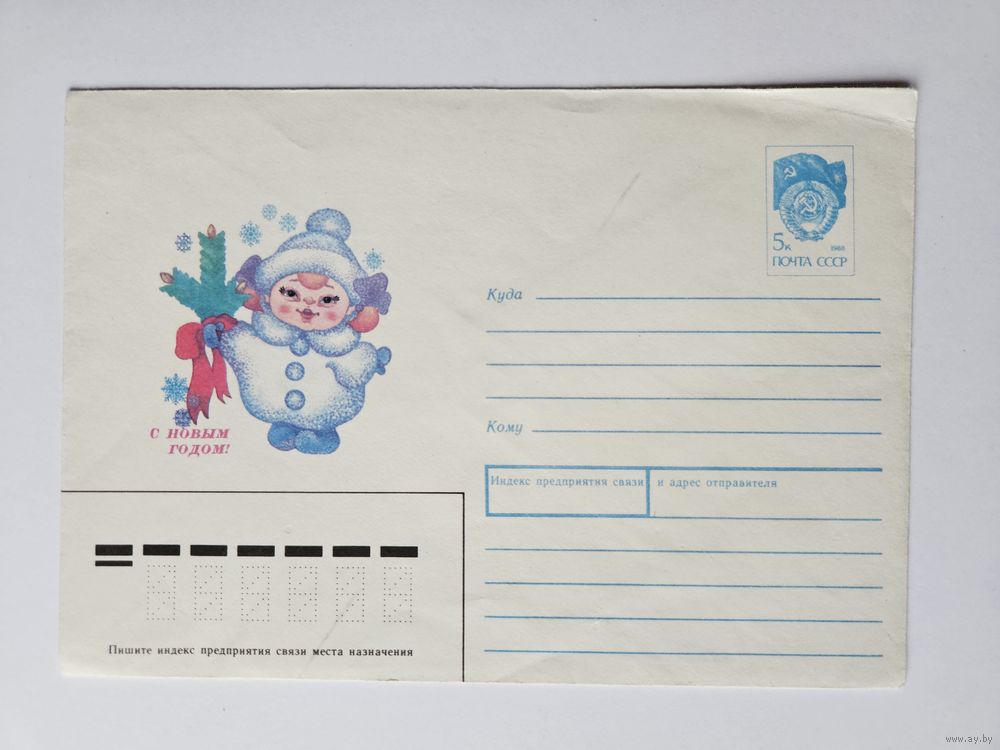 5к 1988
ПОЧТА СССР
Куда
С НОВЫМ
ГОДОМ!
Кому
Индекс предприятия связи и адрес отправителя
Пишите индекс предприятия связи места назначения
www.ay.by